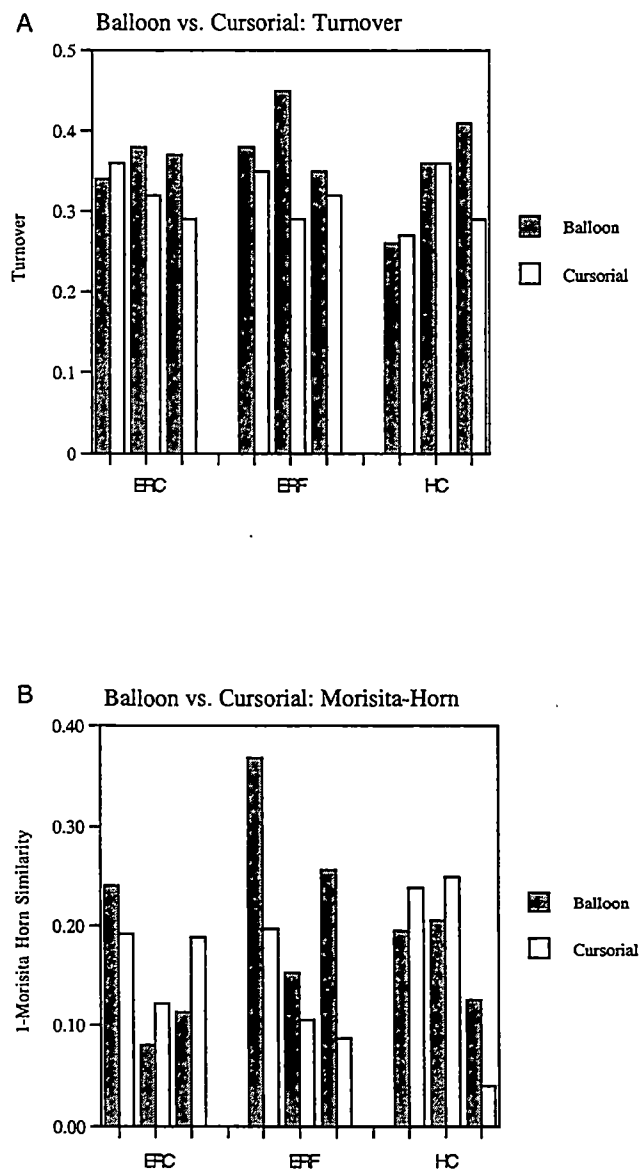 A Balloon vs. Cursorial: Turnover
0.5
0.4
0.3
0.2
0.1
0
Turnover
ERC ERF HC
Balloon
Cursorial
B Balloon vs. Cursorial: Morisita-Horn
0.40
0.30
0.20
0.10
0.00
1-Morisita Horn Similarity
ERC ERF HC
Balloon
Cursorial